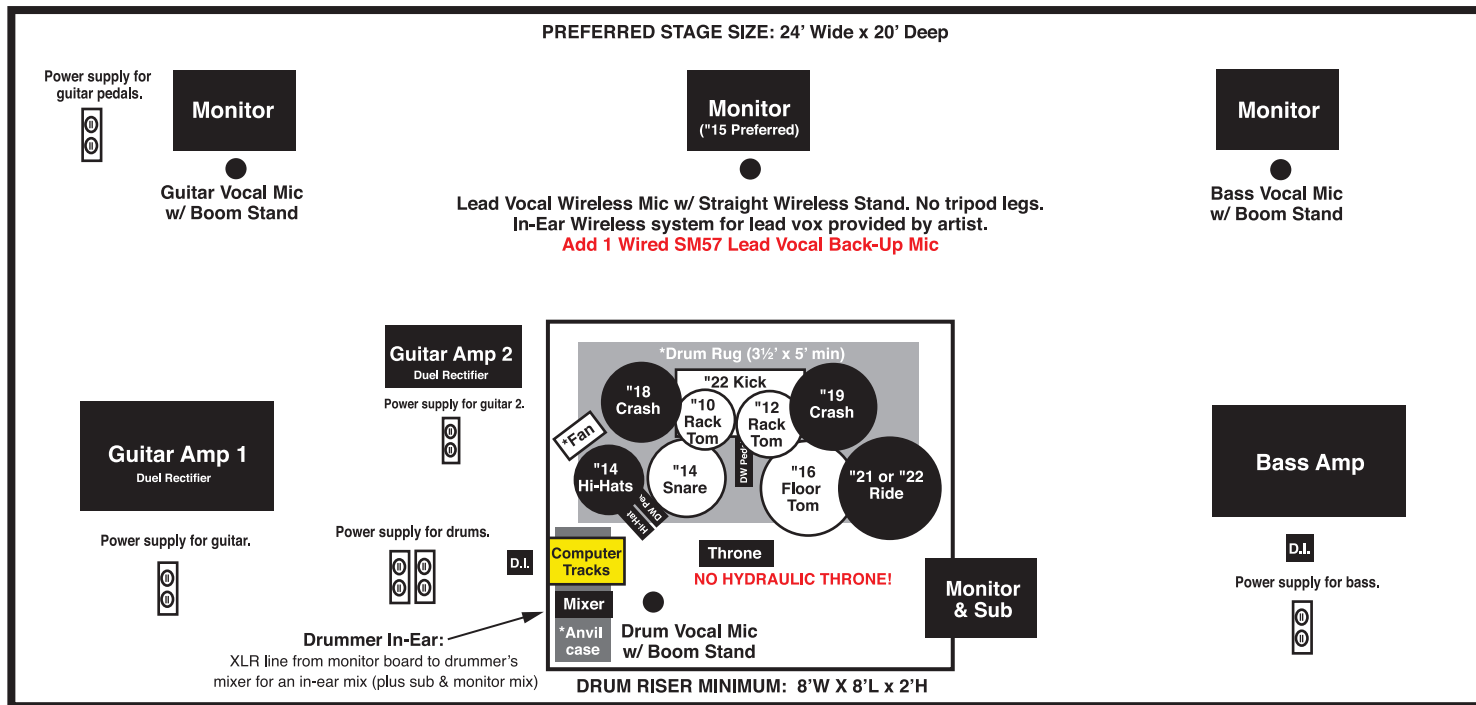 PREFERRED STAGE SIZE: 24’ Wide x 20’ Deep
Power supply for
guitar pedals.
Monitor
Guitar Vocal Mic
w/ Boom Stand
Monitor
("15 Preferred)
Lead Vocal Wireless Mic w/ Straight Wireless Stand. No tripod legs.
In-Ear Wireless system for lead vox provided by artist.
Add 1 Wired SM57 Lead Vocal Back-Up Mic
Monitor
Bass Vocal Mic
w/ Boom Stand
Guitar Amp 2
Duel Rectifier
Power supply for guitar 2.
Guitar Amp 1
Duel Rectifier
Power supply for guitar.
Power supply for drums.
D.I.
*Drum Rug (3½’ x 5’ min)
"22 Kick
"18
Crash
"10
Rack
Tom
"12
Rack
Tom
"19
Crash
*Fan
"14
Hi-Hats
"14
Snare
"16
Floor
Tom
"21 or "22
Ride
Hi-Hat
DW
DW
Computer
Tracks
Mixer
*Anvil
case
Throne
NO HYDRAULIC THRONE!
Drum Vocal Mic
w/ Boom Stand
Monitor
& Sub
Bass Amp
D.I.
Power supply for bass.
Drummer In-Ear:
XLR line from monitor board to drummer’s
mixer for an in-ear mix (plus sub & monitor mix)
DRUM RISER MINIMUM: 8’W X 8’L x 2’H